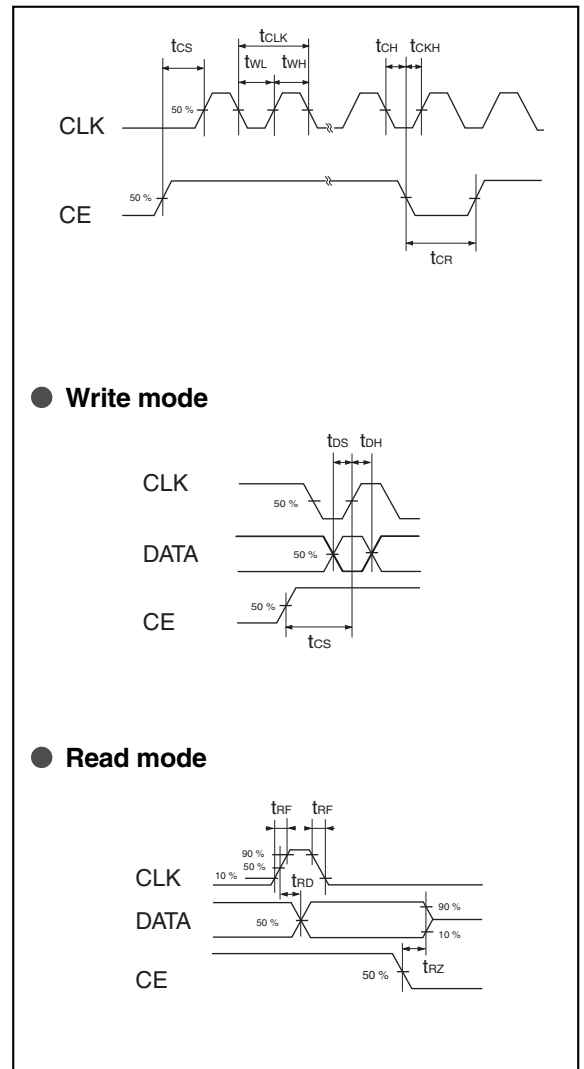 tCLK
tCS tWL tWH tCH tCKH
50 %
CLK
50 %
CE
tCR
● Write mode
tDS tDH
CLK
50 %
DATA
50 %
50 %
CE
tCS
● Read mode
tRF tRF
90 %
50 %
CLK
10 %
tRD
90 %
DATA
50 %
10 %
tRZ
CE
50 %